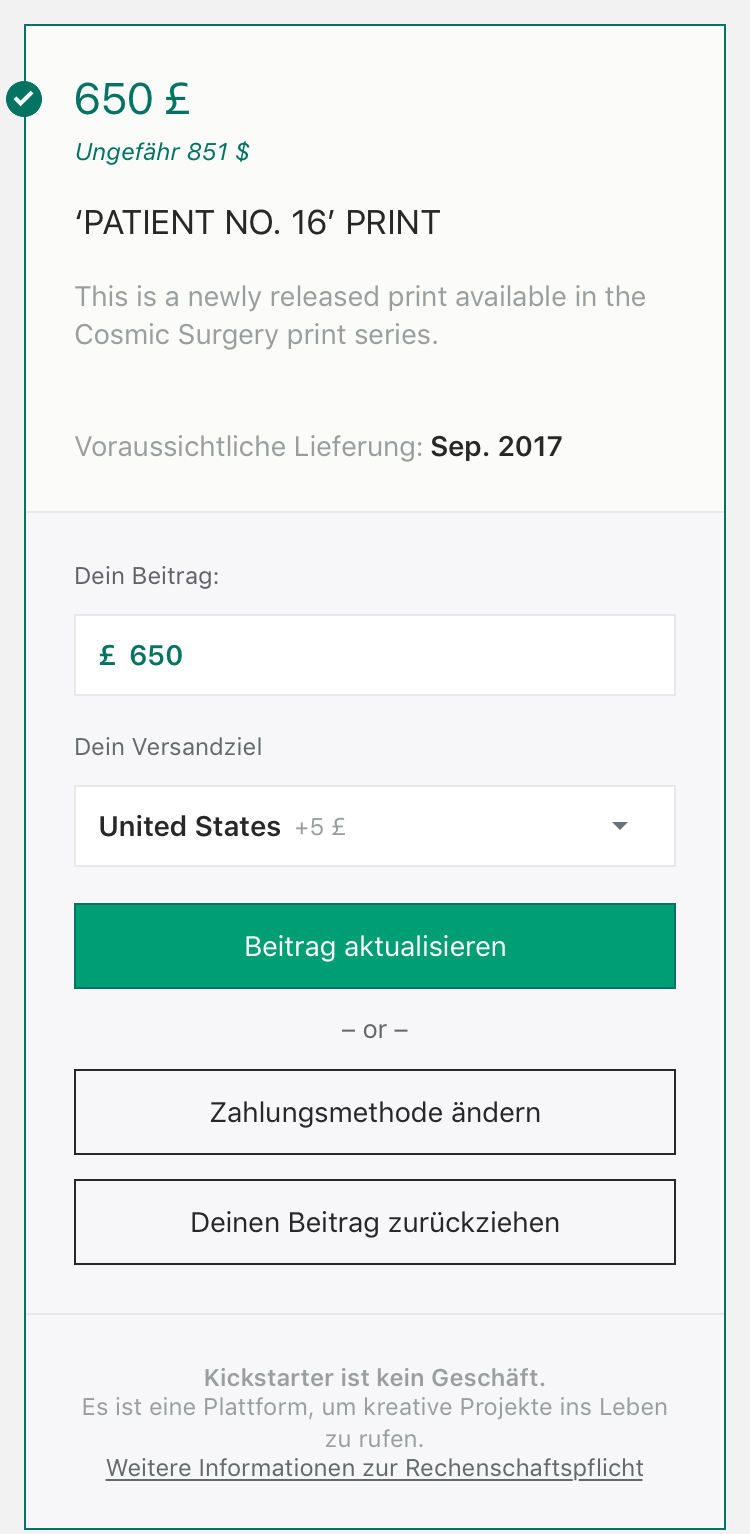 650 £
Ungefähr 851 $
‘PATIENT NO. 16’ PRINT
This is a newly released print available in the
Cosmic Surgery print series.
Voraussichtliche Lieferung: Sep. 2017
Dein Beitrag:
£ 650
Dein Versandziel
United States +5 £
Beitrag aktualisieren
– or –
Zahlungsmethode ändern
Deinen Beitrag zurückziehen
Kickstarter ist kein Geschäft.
Es ist eine Plattform, um kreative Projekte ins Leben
zu rufen.
Weitere Informationen zur Rechenschaftspflicht